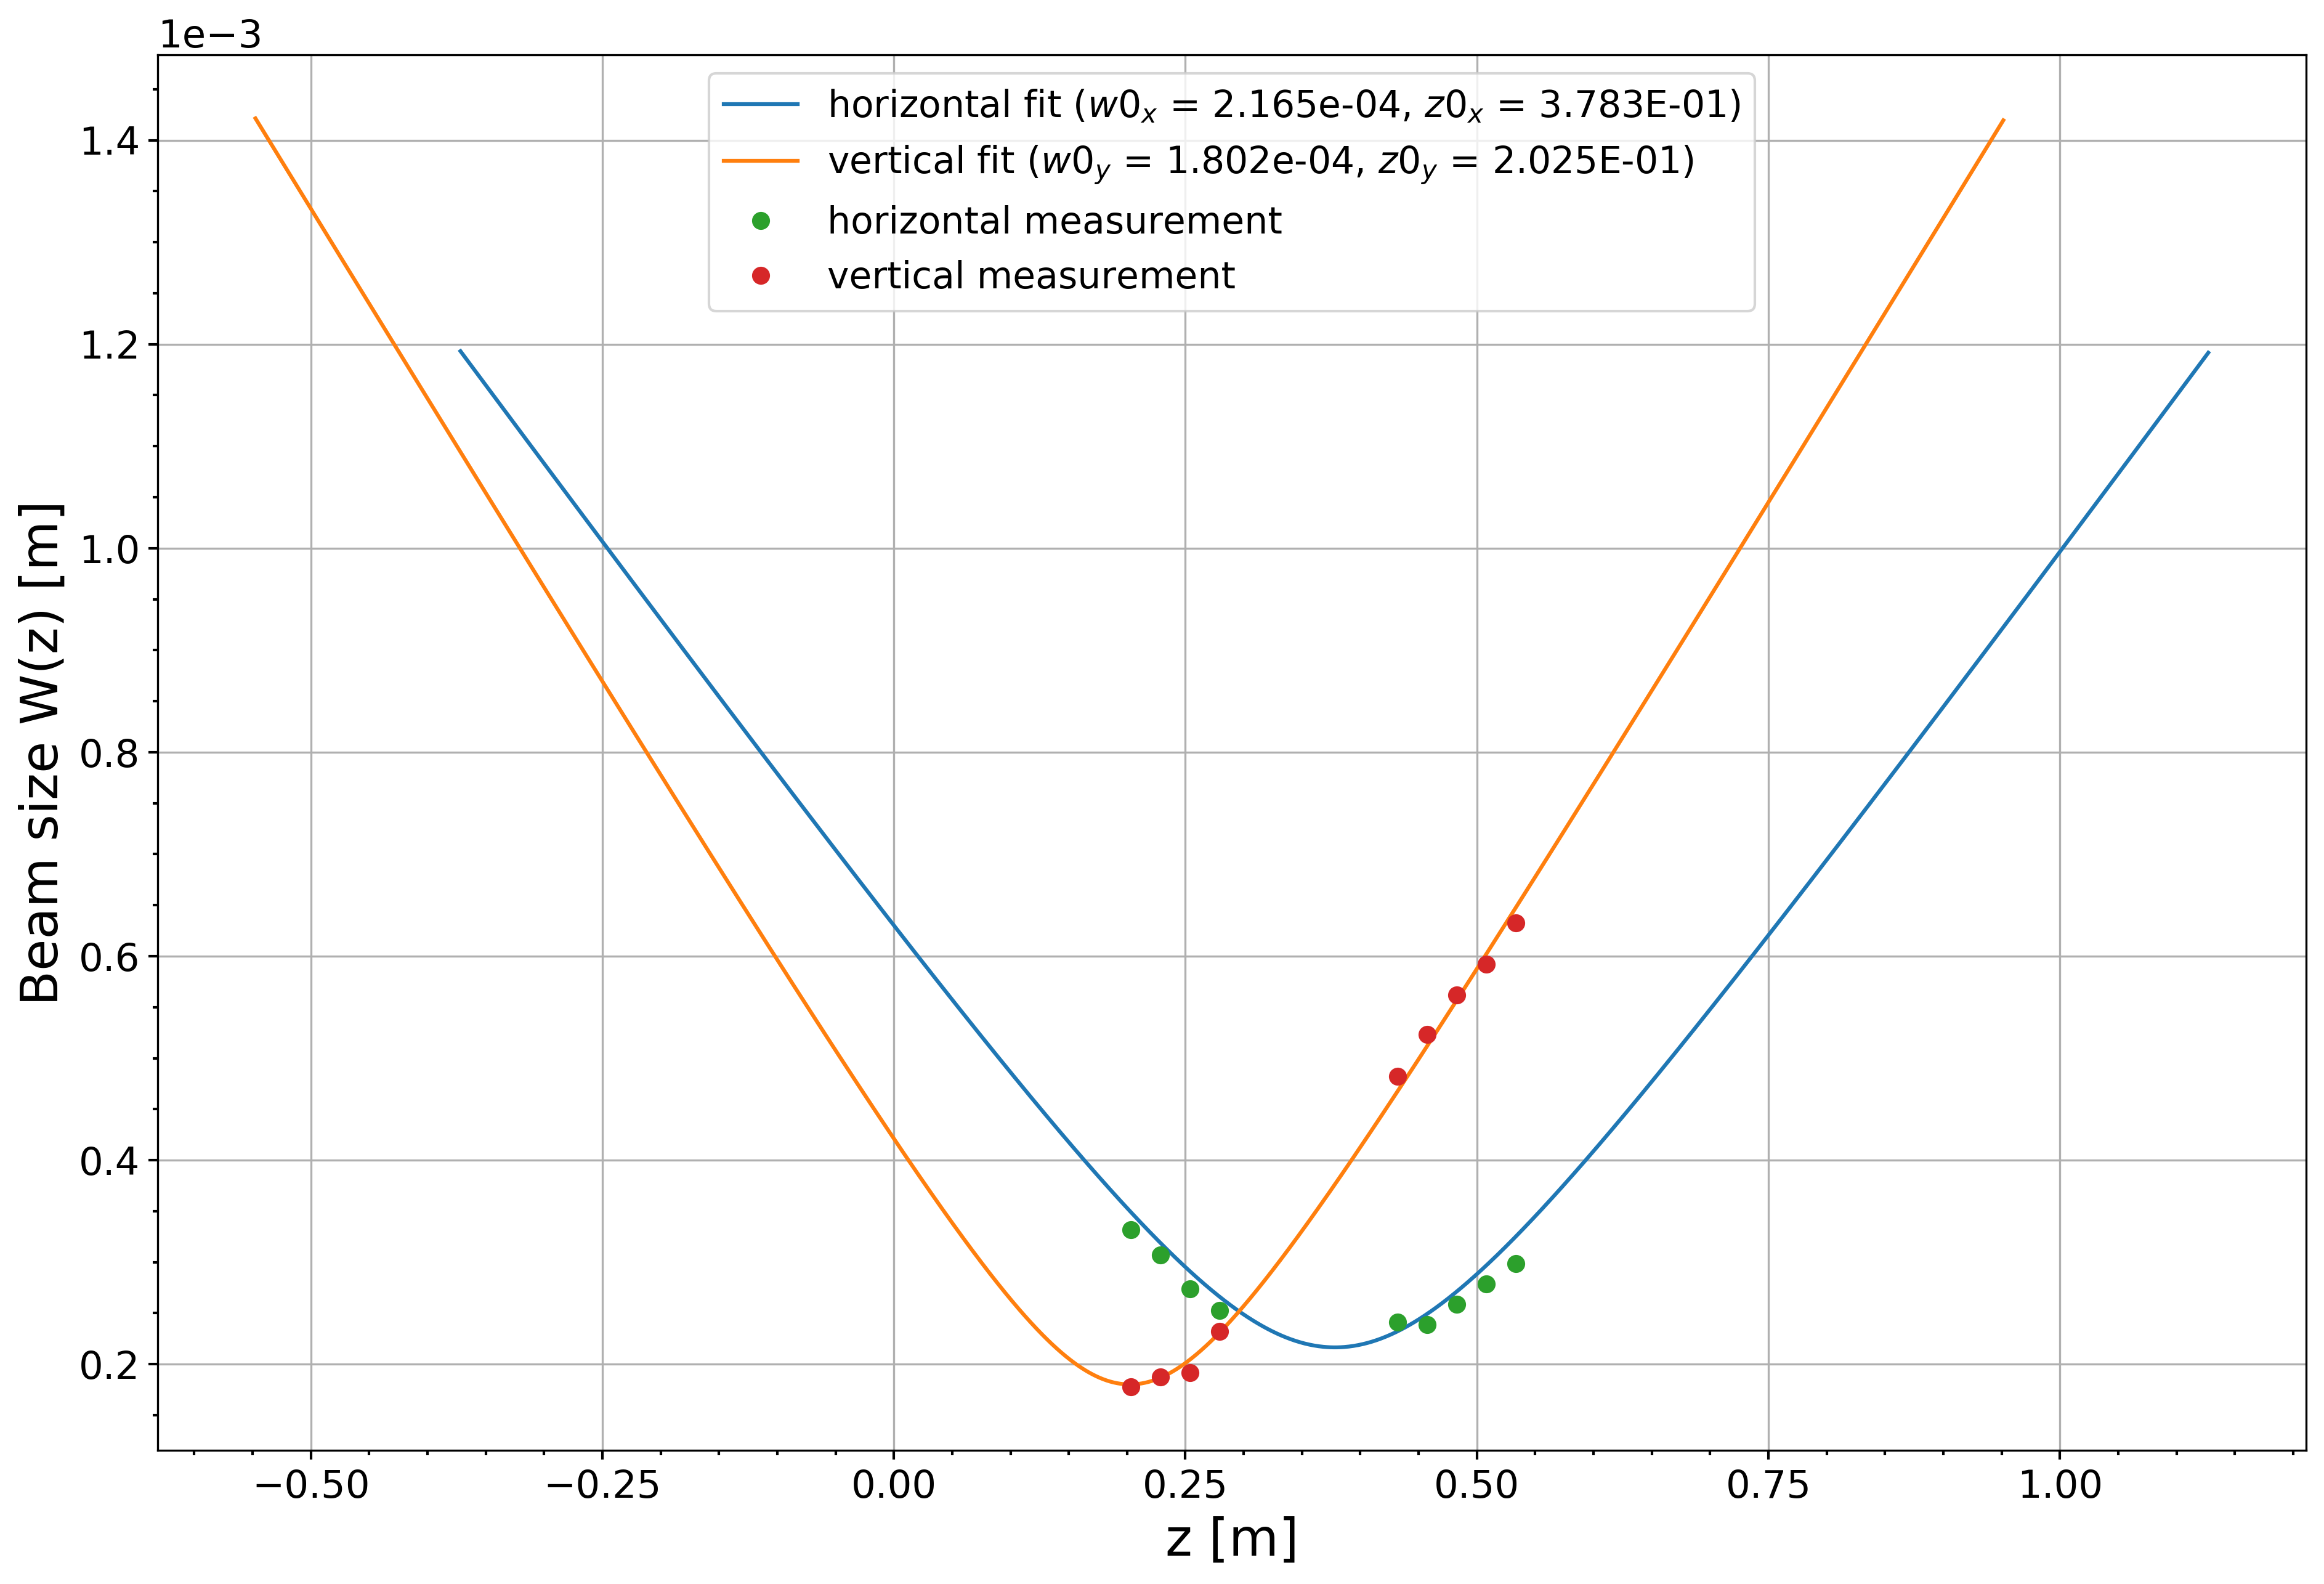 1e−3
horizontal fit (w0x = 2.165e-04, z0x = 3.783E-01)
vertical fit (w0y = 1.802e-04, z0y = 2.025E-01)
horizontal measurement
vertical measurement
1.4
1.2
1.0
0.8
0.6
0.4
0.2
Beam size W(z) [m]
−0.50 −0.25 0.00 0.25 0.50 0.75 1.00
z [m]